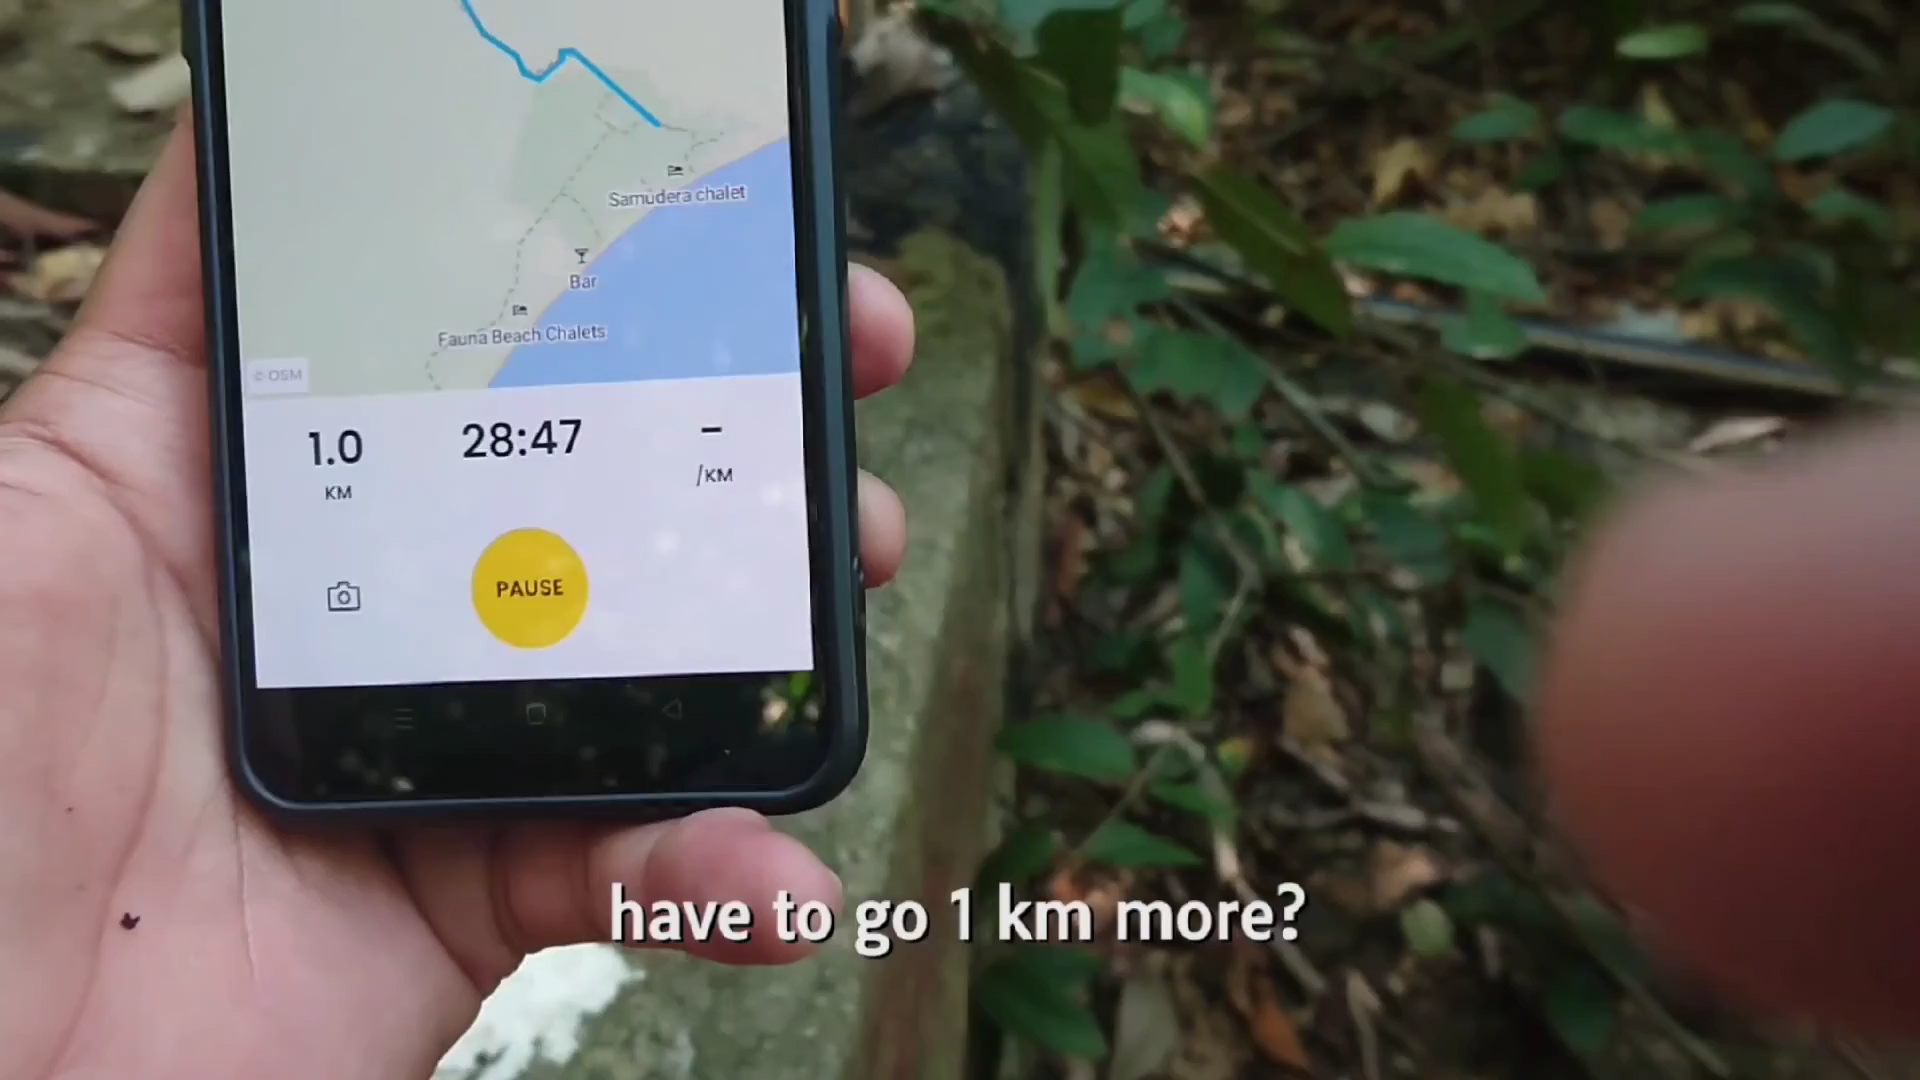 Samudera chalet
Bar
Fauna Beach Chalets
© OSM
1.0
28:47
-
KM
/KM
PAUSE
have to go 1 km more?